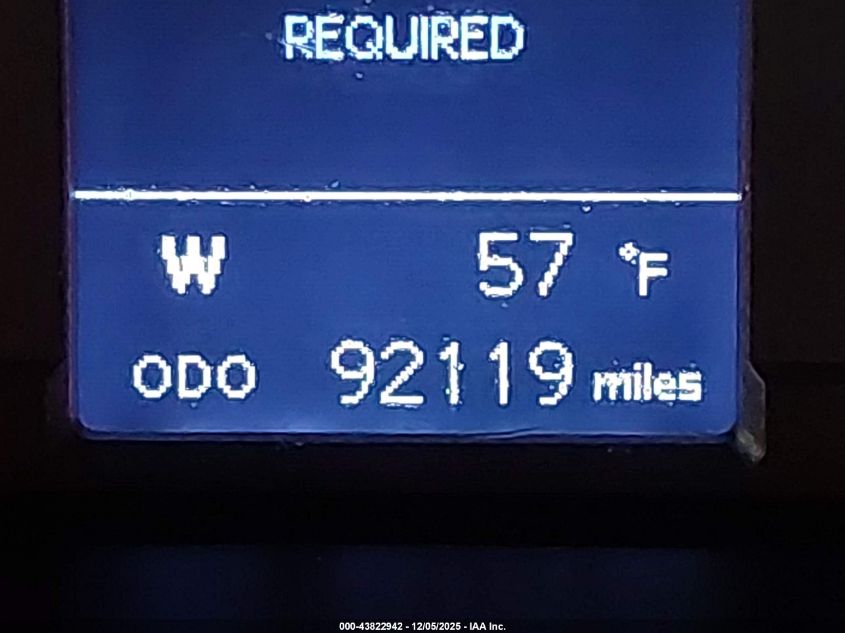 REQUIRED
W 57 °F
ODO 92119 miles
000-43822942 - 12/05/2025 - IAA Inc.